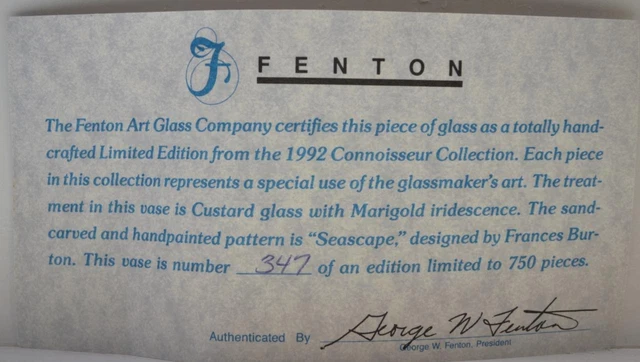 F FENTON
The Fenton Art Glass Company certifies this piece of glass as a totally hand-
crafted Limited Edition from the 1992 Connoisseur Collection. Each piece
in this collection represents a special use of the glassmaker's art. The treat-
ment in this vase is Custard glass with Marigold iridescence. The sand-
carved and handpainted pattern is "Seascape," designed by Frances Bur-
ton. This vase is number 347 of an edition limited to 750 pieces.
Authenticated By George W Fenton
George W. Fenton, President